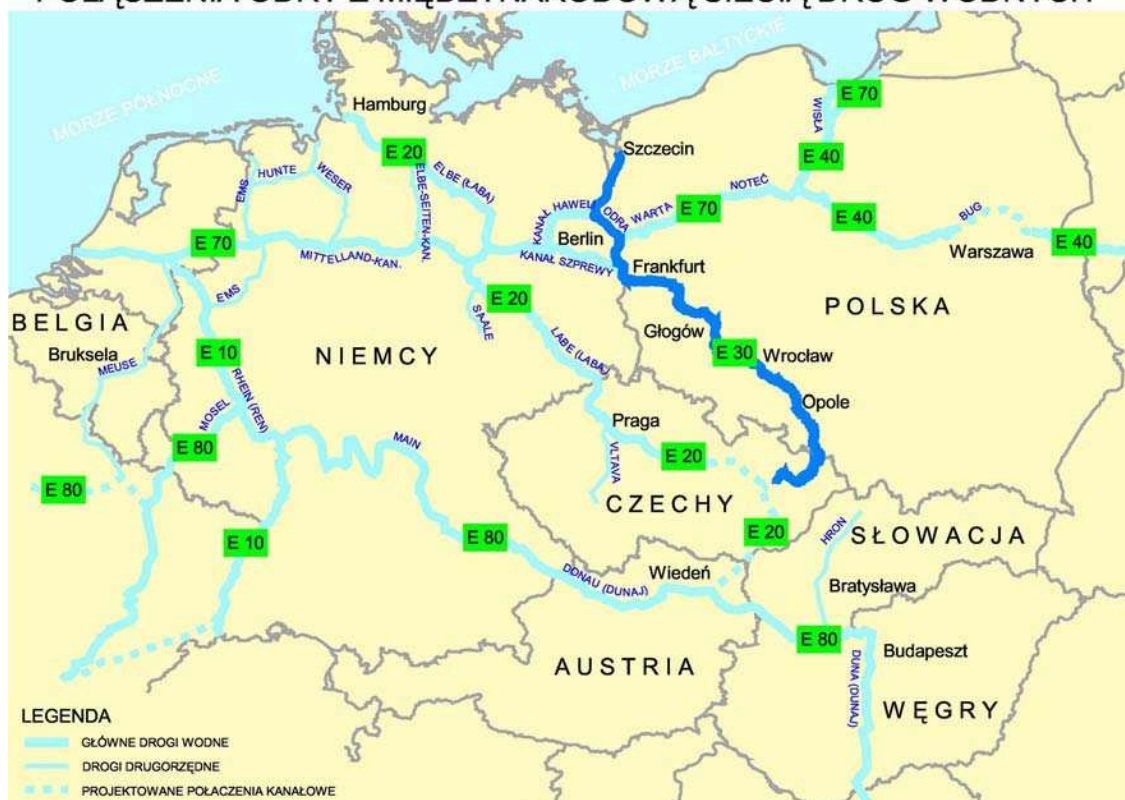 POŁĄCZENIA ODRY Z MIĘDZYNARODOWĄ SIECIĄ DRÓG WODNYCH
MORZE PÓŁNOCNE
MORZE BAŁTYCKIE
Hamburg
E 70
WISŁA
E 20
Szczecin
E 40
HUNTE
WESER
EMS
ELBE (ŁABA)
ELBE-SEITEN-KAN.
NOTEĆ
KANAŁ HAWELI
ODRA
WARTA
E 70
E 40
BUG
E 70
Berlin
Warszawa
E 40
MITTELLAND-KAN.
KANAŁ SZPREWY
Frankfurt
EMS
E 20
SAALE
POLSKA
BELGIA
Bruksela
NIEMCY
Głogów
E 10
E 30
Wrocław
MEUSE
LABE (ŁABA)
RHEIN (REN)
Opole
MOSEL
Praga
E 80
MAIN
VLTAVA
E 20
E 80
CZECHY
E 10
E 80
E 20
HRON
SŁOWACJA
DONAU (DUNAJ)
Wiedeń
Bratysława
E 80
Budapeszt
AUSTRIA
DUNA (DUNAJ)
WĘGRY
LEGENDA
GŁÓWNE DROGI WODNE
DROGI DRUGORZĘDNE
PROJEKTOWANE POŁACZENIA KANAŁOWE